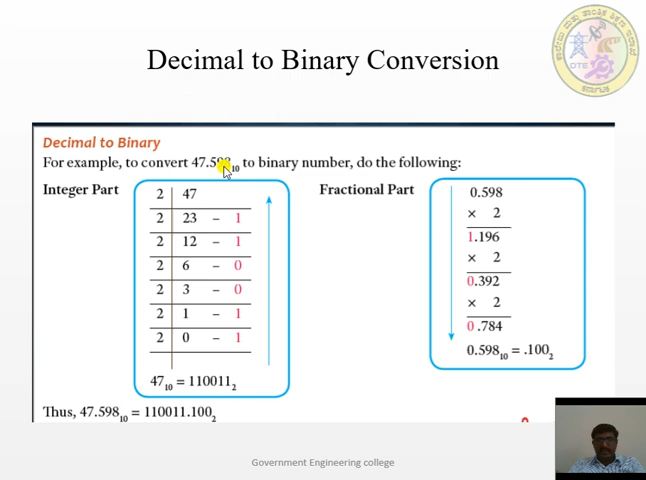 Decimal to Binary Conversion
DTE
Decimal to Binary
For example, to convert 47.598₁₀ to binary number, do the following:
Integer Part
2 47
2 23 – 1
2 12 – 1
2 6 – 0
2 3 – 0
2 1 – 1
2 0 – 1
47₁₀ = 110011₂
Fractional Part
0.598
× 2
1.196
× 2
0.392
× 2
0.784
0.598₁₀ = .100₂
Thus, 47.598₁₀ = 110011.100₂
Government Engineering college